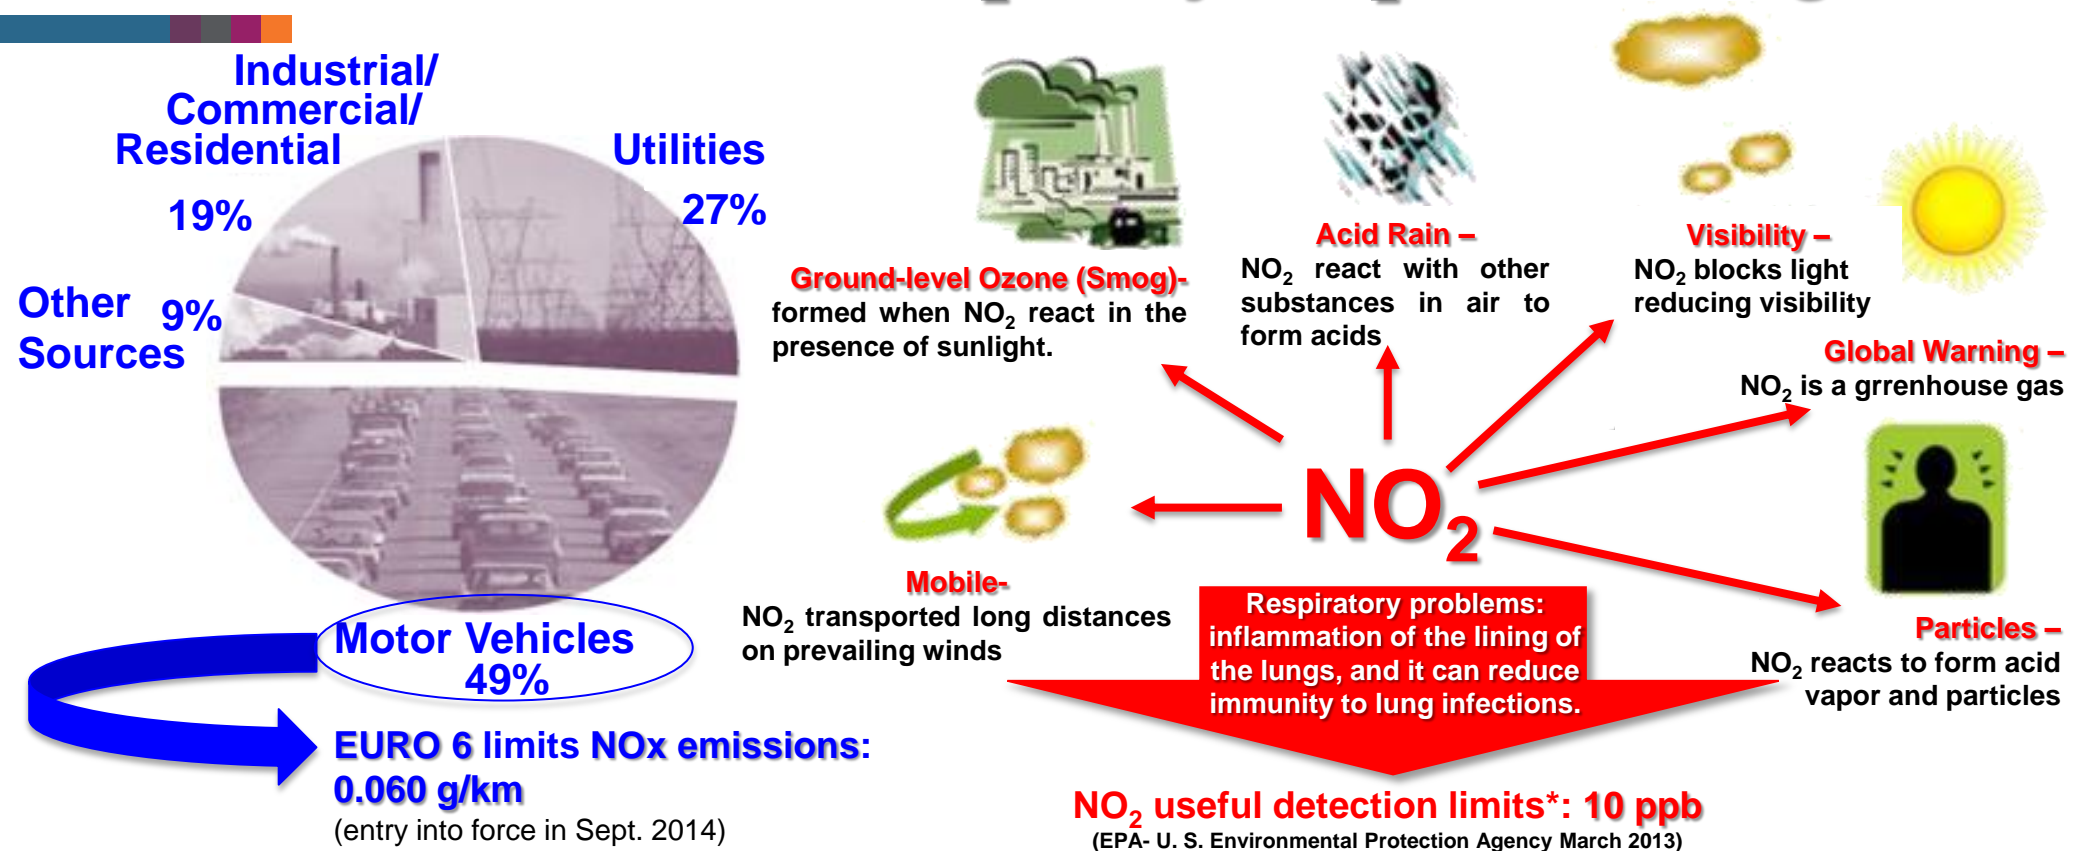 Industrial/
Commercial/
Residential
19%
Utilities
27%
Other
Sources
9%
Motor Vehicles
49%
EURO 6 limits NOx emissions:
0.060 g/km
(entry into force in Sept. 2014)
Ground-level Ozone (Smog)-
formed when NO₂ react in the
presence of sunlight.
Acid Rain –
NO₂ react with other
substances in air to
form acids
Visibility –
NO₂ blocks light
reducing visibility
Global Warning –
NO₂ is a grrenhouse gas
Mobile-
NO₂ transported long distances
on prevailing winds
NO₂
Particles –
NO₂ reacts to form acid
vapor and particles
Respiratory problems:
inflammation of the lining of
the lungs, and it can reduce
immunity to lung infections.
NO₂ useful detection limits*: 10 ppb
(EPA- U. S. Environmental Protection Agency March 2013)